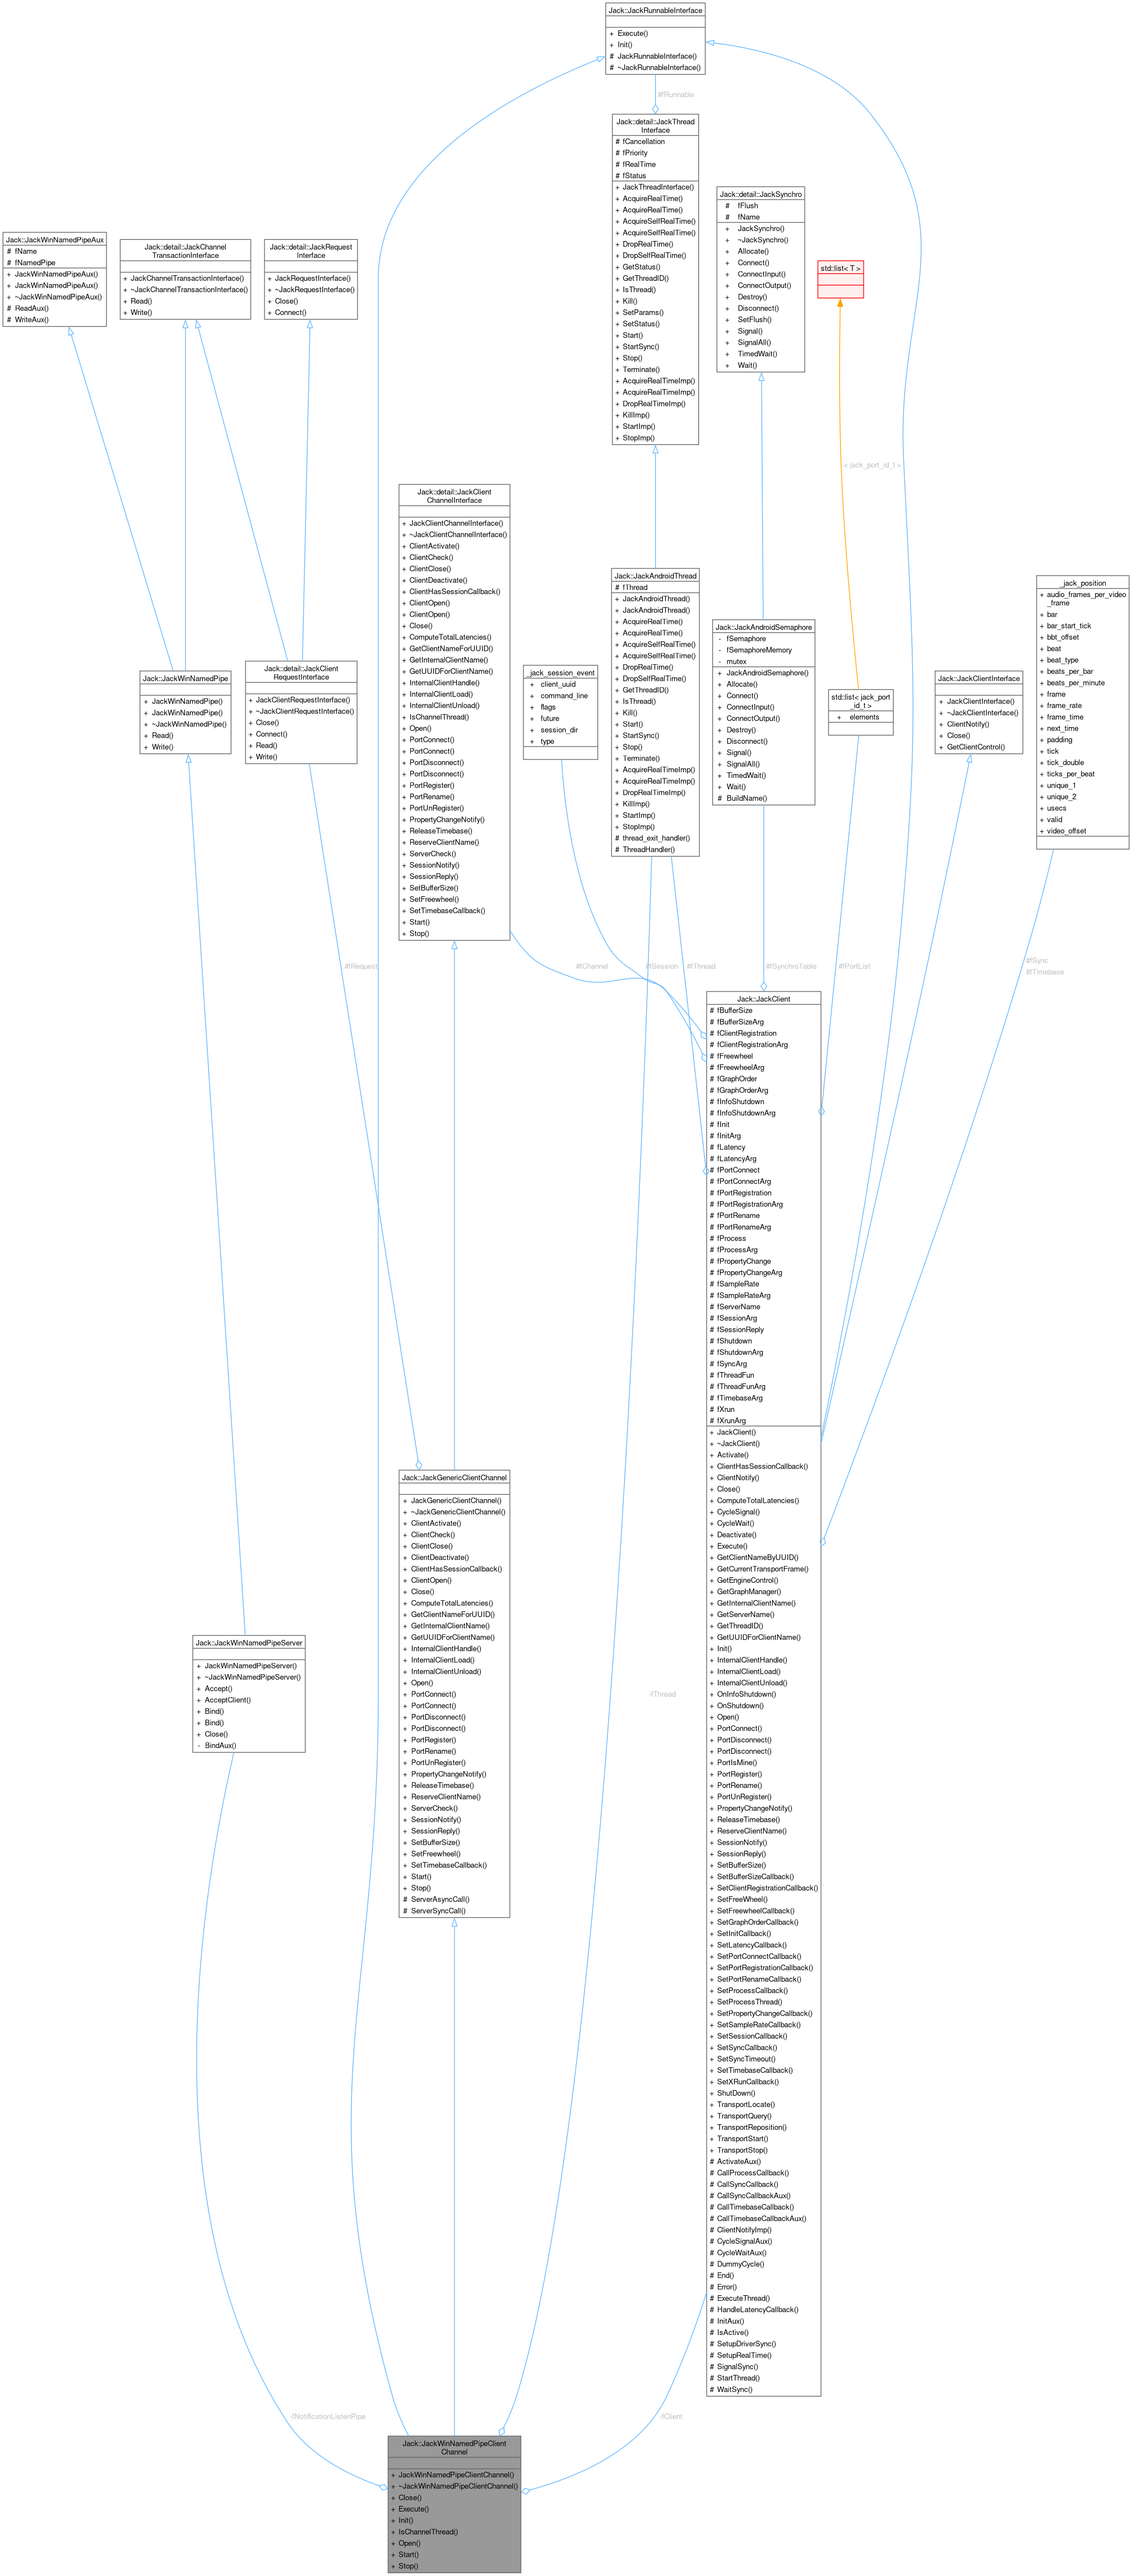 Jack::JackRunnableInterface
+ Execute()
+ Init()
# JackRunnableInterface()
# ~JackRunnableInterface()
#fRunnable
Jack::detail::JackThread
Interface
# fCancellation
# fPriority
# fRealTime
# fStatus
+ JackThreadInterface()
+ AcquireRealTime()
+ AcquireRealTime()
+ AcquireSelfRealTime()
+ AcquireSelfRealTime()
+ DropRealTime()
+ DropSelfRealTime()
+ GetStatus()
+ GetThreadID()
+ IsThread()
+ Kill()
+ SetParams()
+ SetStatus()
+ Start()
+ StartSync()
+ Stop()
+ Terminate()
+ AcquireRealTimeImp()
+ AcquireRealTimeImp()
+ DropRealTimeImp()
+ KillImp()
+ StartImp()
+ StopImp()
Jack::detail::JackSynchro
# fFlush
# fName
+ JackSynchro()
+ ~JackSynchro()
+ Allocate()
+ Connect()
+ ConnectInput()
+ ConnectOutput()
+ Destroy()
+ Disconnect()
+ SetFlush()
+ Signal()
+ SignalAll()
+ TimedWait()
+ Wait()
Jack::JackWinNamedPipeAux
# fName
# fNamedPipe
+ JackWinNamedPipeAux()
+ JackWinNamedPipeAux()
+ ~JackWinNamedPipeAux()
# ReadAux()
# WriteAux()
Jack::detail::JackChannel
TransactionInterface
+ JackChannelTransactionInterface()
+ ~JackChannelTransactionInterface()
+ Read()
+ Write()
Jack::detail::JackRequest
Interface
+ JackRequestInterface()
+ ~JackRequestInterface()
+ Close()
+ Connect()
std::list< T >
< jack_port_id_t >
Jack::detail::JackClient
ChannelInterface
+ JackClientChannelInterface()
+ ~JackClientChannelInterface()
+ ClientActivate()
+ ClientCheck()
+ ClientClose()
+ ClientDeactivate()
+ ClientHasSessionCallback()
+ ClientOpen()
+ ClientOpen()
+ Close()
+ ComputeTotalLatencies()
+ GetClientNameForUUID()
+ GetInternalClientName()
+ GetUUIDForClientName()
+ InternalClientHandle()
+ InternalClientLoad()
+ InternalClientUnload()
+ IsChannelThread()
+ Open()
+ PortConnect()
+ PortConnect()
+ PortDisconnect()
+ PortDisconnect()
+ PortRegister()
+ PortRename()
+ PortUnRegister()
+ PropertyChangeNotify()
+ ReleaseTimebase()
+ ReserveClientName()
+ ServerCheck()
+ SessionNotify()
+ SessionReply()
+ SetBufferSize()
+ SetFreewheel()
+ SetTimebaseCallback()
+ Start()
+ Stop()
Jack::JackAndroidThread
# fThread
+ JackAndroidThread()
+ JackAndroidThread()
+ AcquireRealTime()
+ AcquireRealTime()
+ AcquireSelfRealTime()
+ AcquireSelfRealTime()
+ DropRealTime()
+ DropSelfRealTime()
+ GetThreadID()
+ IsThread()
+ Kill()
+ Start()
+ StartSync()
+ Stop()
+ Terminate()
+ AcquireRealTimeImp()
+ AcquireRealTimeImp()
+ DropRealTimeImp()
+ KillImp()
+ StartImp()
+ StopImp()
# thread_exit_handler()
# ThreadHandler()
Jack::JackAndroidSemaphore
- fSemaphore
- fSemaphoreMemory
- mutex
+ JackAndroidSemaphore()
+ Allocate()
+ Connect()
+ ConnectInput()
+ ConnectOutput()
+ Destroy()
+ Disconnect()
+ Signal()
+ SignalAll()
+ TimedWait()
+ Wait()
# BuildName()
_jack_position
+ audio_frames_per_video
_frame
+ bar
+ bar_start_tick
+ bbt_offset
+ beat
+ beat_type
+ beats_per_bar
+ beats_per_minute
+ frame
+ frame_rate
+ frame_time
+ next_time
+ padding
+ tick
+ tick_double
+ ticks_per_beat
+ unique_1
+ unique_2
+ usecs
+ valid
+ video_offset
Jack::JackWinNamedPipe
+ JackWinNamedPipe()
+ JackWinNamedPipe()
+ ~JackWinNamedPipe()
+ Read()
+ Write()
Jack::detail::JackClient
RequestInterface
+ JackClientRequestInterface()
+ ~JackClientRequestInterface()
+ Close()
+ Connect()
+ Read()
+ Write()
_jack_session_event
+ client_uuid
+ command_line
+ flags
+ future
+ session_dir
+ type
std::list< jack_port
_id_t >
+ elements
Jack::JackClientInterface
+ JackClientInterface()
+ ~JackClientInterface()
+ ClientNotify()
+ Close()
+ GetClientControl()
#fRequest
#fChannel
#fSession
#fThread
#fSynchroTable
#fPortList
#fSync
#fTimebase
Jack::JackClient
# fBufferSize
# fBufferSizeArg
# fClientRegistration
# fClientRegistrationArg
# fFreewheel
# fFreewheelArg
# fGraphOrder
# fGraphOrderArg
# fInfoShutdown
# fInfoShutdownArg
# fInit
# fInitArg
# fLatency
# fLatencyArg
# fPortConnect
# fPortConnectArg
# fPortRegistration
# fPortRegistrationArg
# fPortRename
# fPortRenameArg
# fProcess
# fProcessArg
# fPropertyChange
# fPropertyChangeArg
# fSampleRate
# fSampleRateArg
# fServerName
# fSessionArg
# fSessionReply
# fShutdown
# fShutdownArg
# fSyncArg
# fThreadFun
# fThreadFunArg
# fTimebaseArg
# fXrun
# fXrunArg
+ JackClient()
+ ~JackClient()
+ Activate()
+ ClientHasSessionCallback()
+ ClientNotify()
+ Close()
+ ComputeTotalLatencies()
+ CycleSignal()
+ CycleWait()
+ Deactivate()
+ Execute()
+ GetClientNameByUUID()
+ GetCurrentTransportFrame()
+ GetEngineControl()
+ GetGraphManager()
+ GetInternalClientName()
+ GetServerName()
+ GetThreadID()
+ GetUUIDForClientName()
+ Init()
+ InternalClientHandle()
+ InternalClientLoad()
+ InternalClientUnload()
+ OnInfoShutdown()
+ OnShutdown()
+ Open()
+ PortConnect()
+ PortDisconnect()
+ PortDisconnect()
+ PortIsMine()
+ PortRegister()
+ PortRename()
+ PortUnRegister()
+ PropertyChangeNotify()
+ ReleaseTimebase()
+ ReserveClientName()
+ SessionNotify()
+ SessionReply()
+ SetBufferSize()
+ SetBufferSizeCallback()
+ SetClientRegistrationCallback()
+ SetFreeWheel()
+ SetFreewheelCallback()
+ SetGraphOrderCallback()
+ SetInitCallback()
+ SetLatencyCallback()
+ SetPortConnectCallback()
+ SetPortRegistrationCallback()
+ SetPortRenameCallback()
+ SetProcessCallback()
+ SetProcessThread()
+ SetPropertyChangeCallback()
+ SetSampleRateCallback()
+ SetSessionCallback()
+ SetSyncCallback()
+ SetSyncTimeout()
+ SetTimebaseCallback()
+ SetXRunCallback()
+ ShutDown()
+ TransportLocate()
+ TransportQuery()
+ TransportReposition()
+ TransportStart()
+ TransportStop()
# ActivateAux()
# CallProcessCallback()
# CallSyncCallback()
# CallSyncCallbackAux()
# CallTimebaseCallback()
# CallTimebaseCallbackAux()
# ClientNotifyImp()
# CycleSignalAux()
# CycleWaitAux()
# DummyCycle()
# End()
# Error()
# ExecuteThread()
# HandleLatencyCallback()
# InitAux()
# IsActive()
# SetupDriverSync()
# SetupRealTime()
# SignalSync()
# StartThread()
# WaitSync()
Jack::JackGenericClientChannel
+ JackGenericClientChannel()
+ ~JackGenericClientChannel()
+ ClientActivate()
+ ClientCheck()
+ ClientClose()
+ ClientDeactivate()
+ ClientHasSessionCallback()
+ ClientOpen()
+ Close()
+ ComputeTotalLatencies()
+ GetClientNameForUUID()
+ GetInternalClientName()
+ GetUUIDForClientName()
+ InternalClientHandle()
+ InternalClientLoad()
+ InternalClientUnload()
+ Open()
+ PortConnect()
+ PortConnect()
+ PortDisconnect()
+ PortDisconnect()
+ PortRegister()
+ PortRename()
+ PortUnRegister()
+ PropertyChangeNotify()
+ ReleaseTimebase()
+ ReserveClientName()
+ ServerCheck()
+ SessionNotify()
+ SessionReply()
+ SetBufferSize()
+ SetFreewheel()
+ SetTimebaseCallback()
+ Start()
+ Stop()
# ServerAsyncCall()
# ServerSyncCall()
Jack::JackWinNamedPipeServer
+ JackWinNamedPipeServer()
+ ~JackWinNamedPipeServer()
+ Accept()
+ AcceptClient()
+ Bind()
+ Bind()
+ Close()
- BindAux()
-fThread
-fNotificationListenPipe
-fClient
Jack::JackWinNamedPipeClient
Channel
+ JackWinNamedPipeClientChannel()
+ ~JackWinNamedPipeClientChannel()
+ Close()
+ Execute()
+ Init()
+ IsChannelThread()
+ Open()
+ Start()
+ Stop()